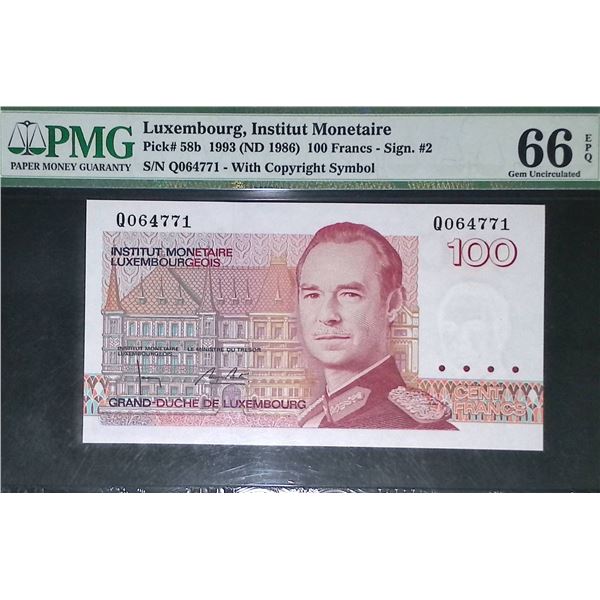 PMG
PAPER MONEY GUARANTY
Luxembourg, Institut Monetaire
Pick# 58b 1993 (ND 1986) 100 Francs - Sign. #2
S/N Q064771 - With Copyright Symbol
66
EPQ
Gem Uncirculated
Q064771
Q064771
INSTITUT MONETAIRE
LUXEMBOURGEOIS
100
INSTITUT MONETAIRE
LUXEMBOURGEOIS
LE MINISTRE DU TRESOR
GRAND-DUCHE DE LUXEMBOURG
CENT
FRANCS